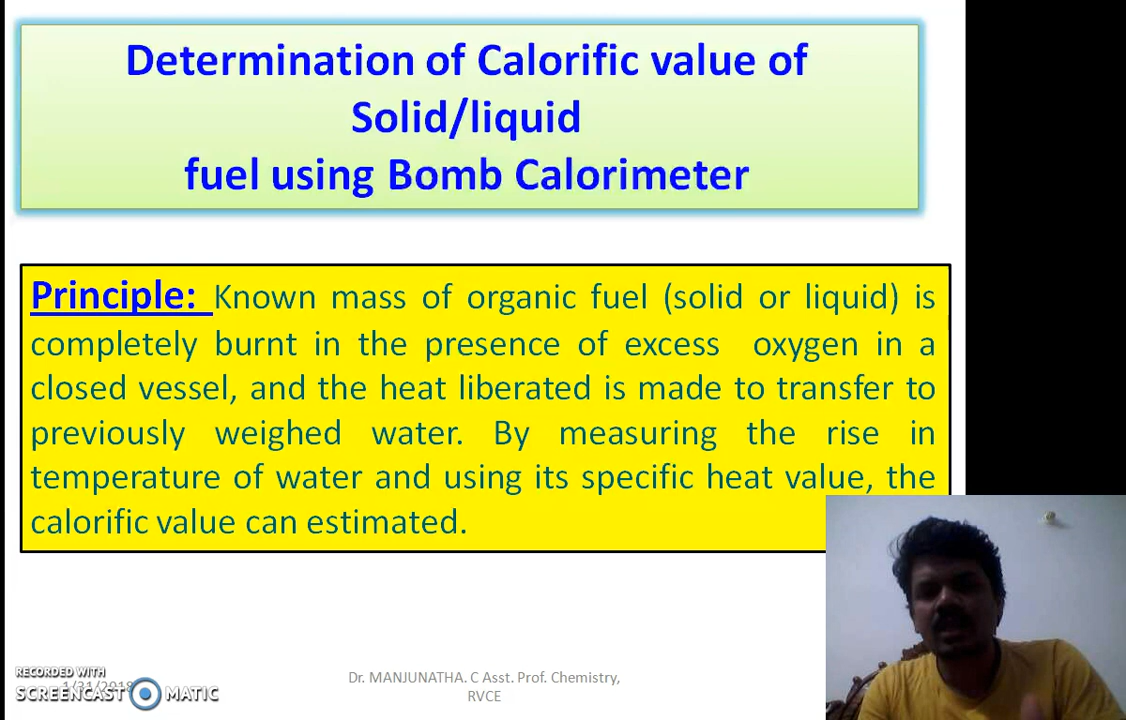 Determination of Calorific value of
Solid/liquid
fuel using Bomb Calorimeter
Principle: Known mass of organic fuel (solid or liquid) is
completely burnt in the presence of excess oxygen in a
closed vessel, and the heat liberated is made to transfer to
previously weighed water. By measuring the rise in
temperature of water and using its specific heat value, the
calorific value can estimated.
Dr. MANJUNATHA. C Asst. Prof. Chemistry,
RVCE
RECORDED WITH
1/31/2018
SCREENCAST MATIC